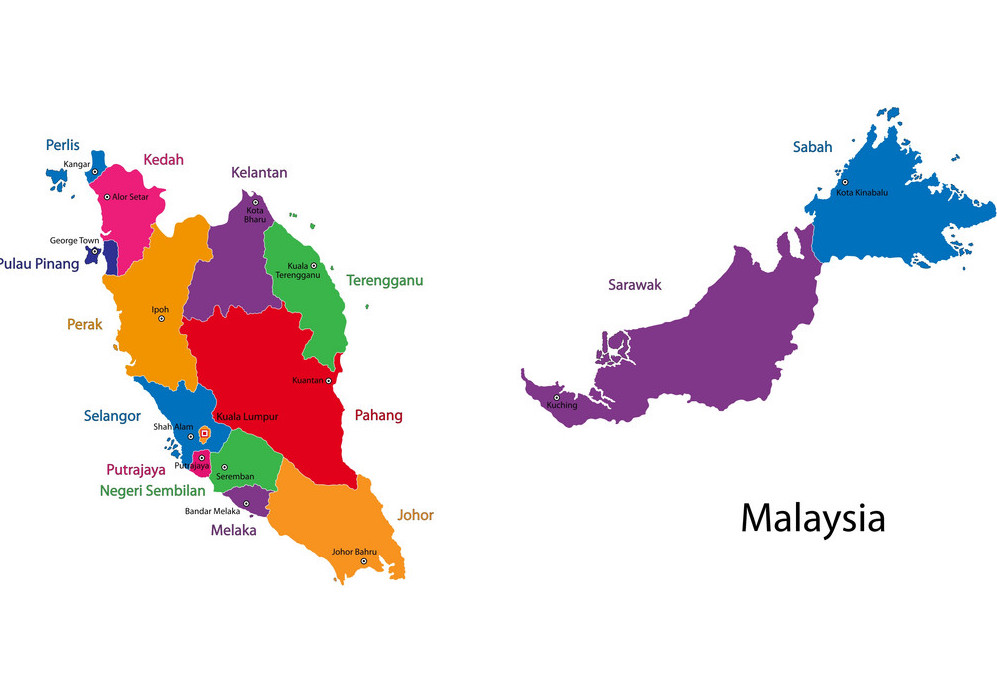 Perlis
Kangar
Kedah
Alor Setar
Kelantan
Kota
Bharu
George Town
Pulau Pinang
Kuala
Terengganu
Terengganu
Perak
Ipoh
Kuantan
Pahang
Selangor
Kuala Lumpur
Shah Alam
Putrajaya
Putrajaya
Seremban
Negeri Sembilan
Bandar Melaka
Melaka
Johor
Johor Bahru
Sabah
Kota Kinabalu
Sarawak
Kuching
Malaysia